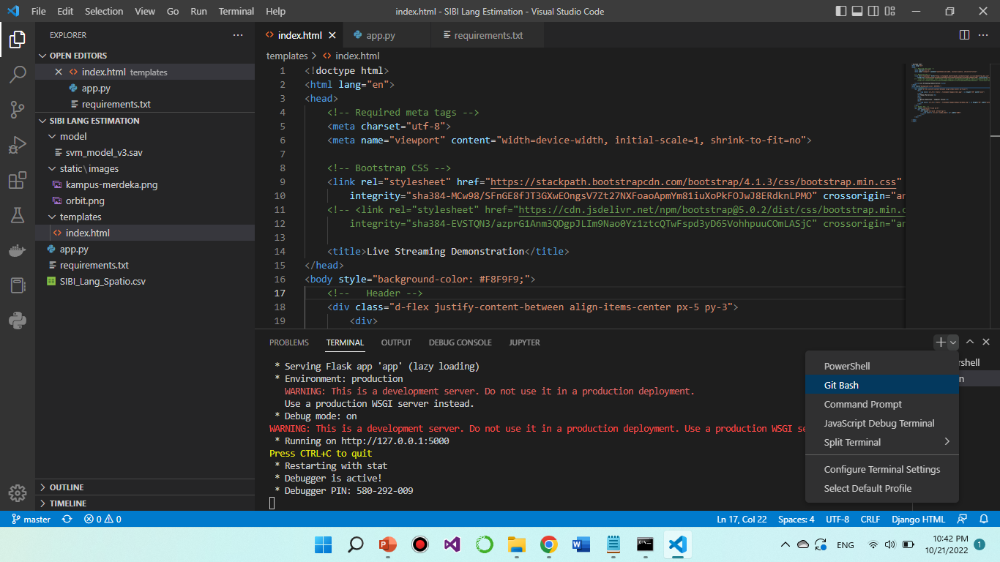 File Edit Selection View Go Run Terminal Help
index.html - SIBI Lang Estimation - Visual Studio Code
EXPLORER
OPEN EDITORS
index.html templates
app.py
requirements.txt
SIBI LANG ESTIMATION
model
svm_model_v3.sav
static\images
kampus-merdeka.png
orbit.png
templates
index.html
app.py
requirements.txt
SIBI_Lang_Spatio.csv
OUTLINE
TIMELINE
index.html
app.py
requirements.txt
templates > index.html
1 <!doctype html>
2 <html lang="en">
3 <head>
4 <!-- Required meta tags -->
5 <meta charset="utf-8">
6 <meta name="viewport" content="width=device-width, initial-scale=1, shrink-to-fit=no">
7
8 <!-- Bootstrap CSS -->
9 <link rel="stylesheet" href="https://stackpath.bootstrapcdn.com/bootstrap/4.1.3/css/bootstrap.min.css"
10 integrity="sha384-MCw98/SFnGE8fJT3GXwEOngsV7Zt27NXFoaoApmYm81iuXoPkFOJwJ8ERdknLPMO" crossorigin="an
11 <!-- <link rel="stylesheet" href="https://cdn.jsdelivr.net/npm/bootstrap@5.0.2/dist/css/bootstrap.min.c
12 integrity="sha384-EVSTQN3/azprG1Anm3QDgpJLIm9Nao0Yz1ztcQTwFspd3yD65VohhpuuCOmLASjC" crossorigin="an
13
14 <title>Live Streaming Demonstration</title>
15 </head>
16 <body style="background-color: #F8F9F9;">
17 <!-- Header -->
18 <div class="d-flex justify-content-between align-items-center px-5 py-3">
19 <div>
PROBLEMS TERMINAL OUTPUT DEBUG CONSOLE JUPYTER
* Serving Flask app 'app' (lazy loading)
* Environment: production
WARNING: This is a development server. Do not use it in a production deployment.
Use a production WSGI server instead.
* Debug mode: on
WARNING: This is a development server. Do not use it in a production deployment. Use a production WSGI se
* Running on http://127.0.0.1:5000
Press CTRL+C to quit
* Restarting with stat
* Debugger is active!
* Debugger PIN: 580-292-009
rshell
n
PowerShell
Git Bash
Command Prompt
JavaScript Debug Terminal
Split Terminal
Configure Terminal Settings
Select Default Profile
master
0 0
Ln 17, Col 22 Spaces: 4 UTF-8 CRLF Django HTML
ENG
10:42 PM
10/21/2022
1